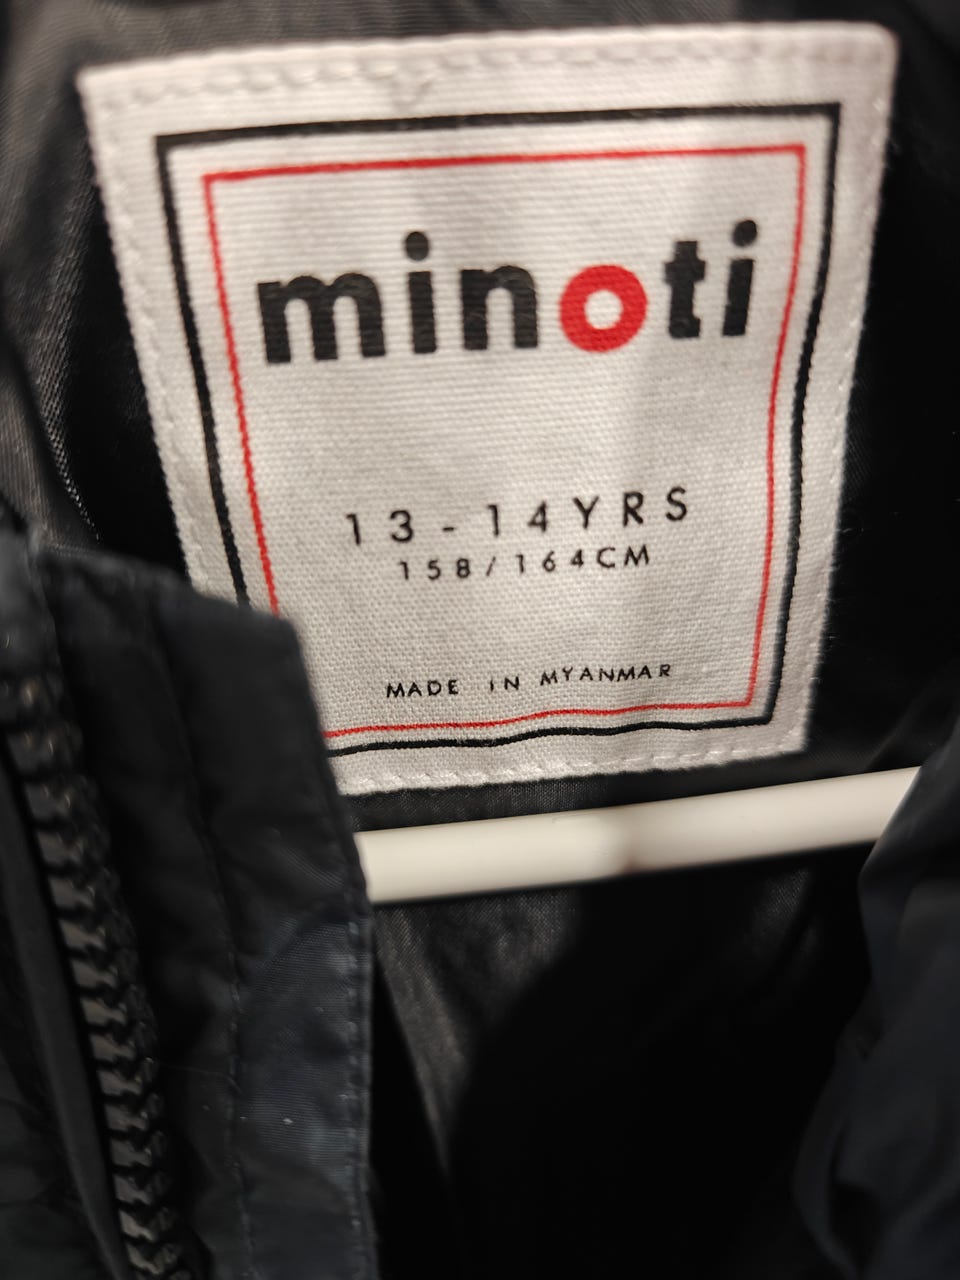 minoti
13-14YRS
158/164CM
MADE IN MYANMAR